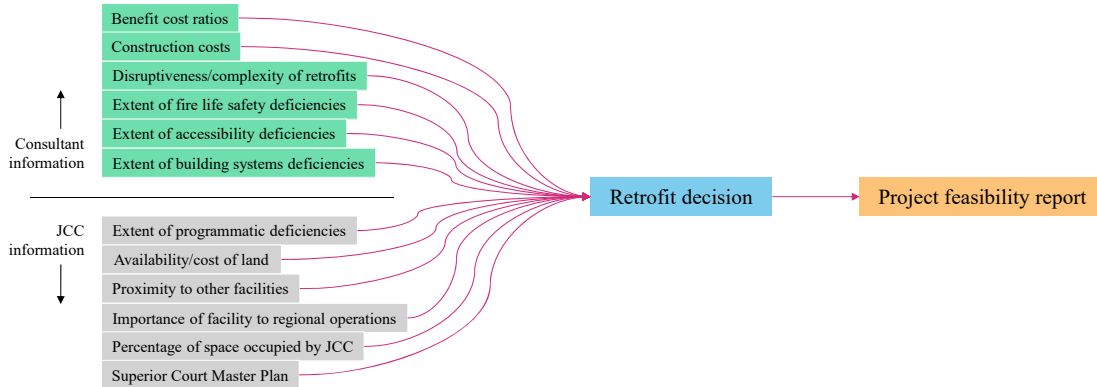 Benefit cost ratios
Construction costs
Disruptiveness/complexity of retrofits
Extent of fire life safety deficiencies
Extent of accessibility deficiencies
Extent of building systems deficiencies
Consultant
information
Retrofit decision
Project feasibility report
JCC
information
Extent of programmatic deficiencies
Availability/cost of land
Proximity to other facilities
Importance of facility to regional operations
Percentage of space occupied by JCC
Superior Court Master Plan